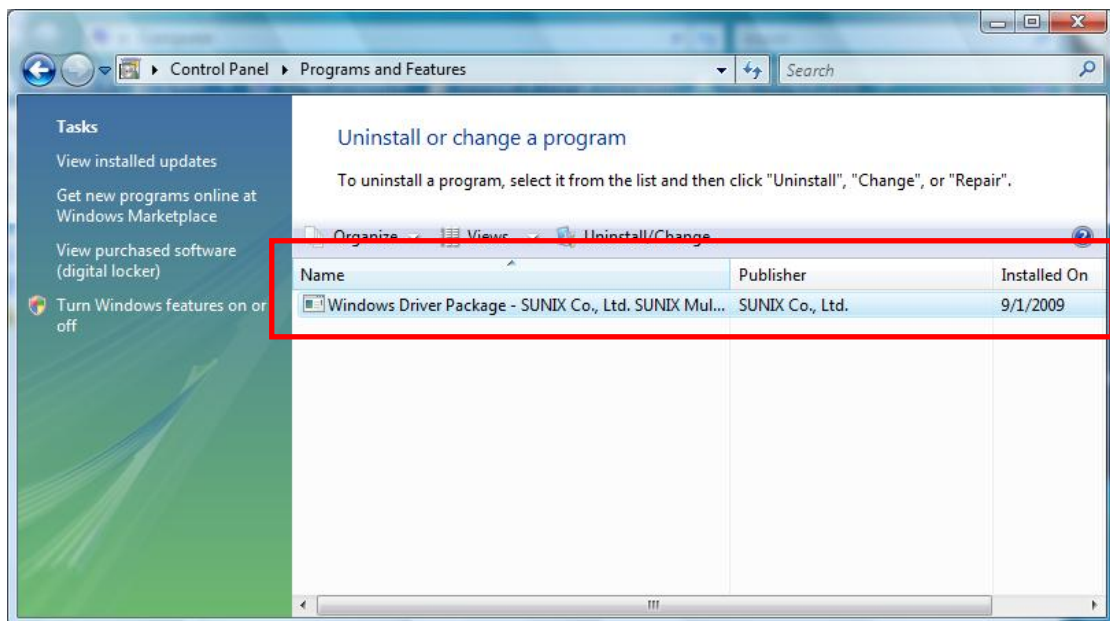 Control Panel ▸ Programs and Features
Search
Tasks
View installed updates
Get new programs online at
Windows Marketplace
View purchased software
(digital locker)
Turn Windows features on or
off
Uninstall or change a program
To uninstall a program, select it from the list and then click "Uninstall", "Change", or "Repair".
Organize Views Uninstall/Change
Name Publisher Installed On
Windows Driver Package - SUNIX Co., Ltd. SUNIX Mul... SUNIX Co., Ltd. 9/1/2009